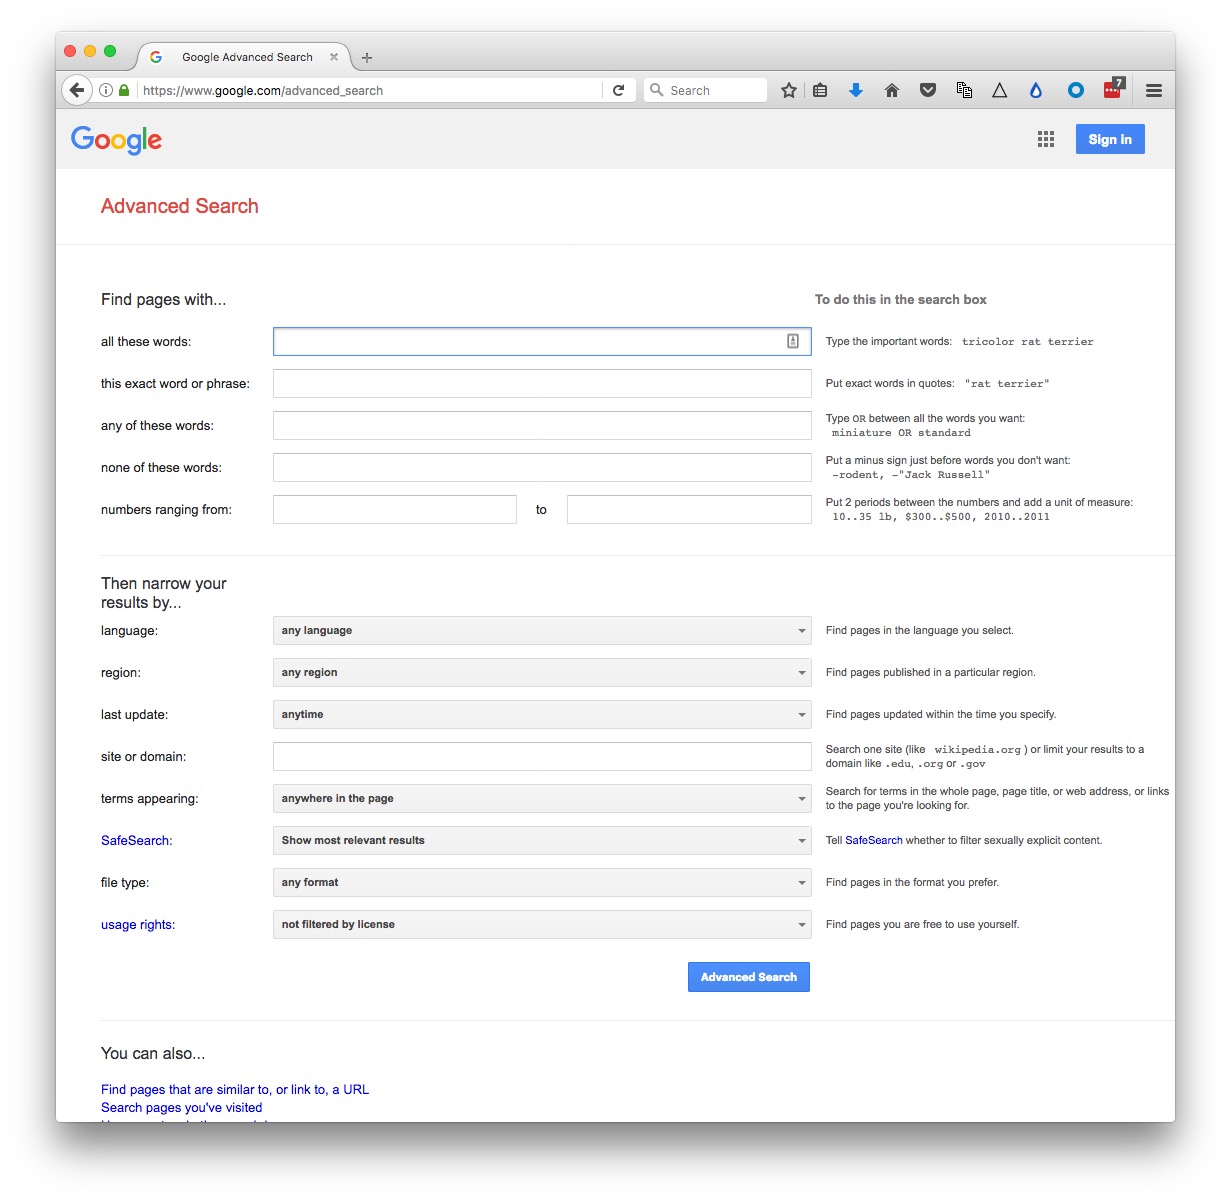 Google Advanced Search
https://www.google.com/advanced_search
Search
7
Google
Sign in
Advanced Search
Find pages with...
To do this in the search box
all these words:
Type the important words: tricolor rat terrier
this exact word or phrase:
Put exact words in quotes: "rat terrier"
any of these words:
Type OR between all the words you want:
miniature OR standard
none of these words:
Put a minus sign just before words you don't want:
-rodent, -"Jack Russell"
numbers ranging from:
to
Put 2 periods between the numbers and add a unit of measure:
10..35 lb, $300..$500, 2010..2011
Then narrow your
results by...
language:
any language
Find pages in the language you select.
region:
any region
Find pages published in a particular region.
last update:
anytime
Find pages updated within the time you specify.
site or domain:
Search one site (like wikipedia.org ) or limit your results to a
domain like .edu, .org or .gov
terms appearing:
anywhere in the page
Search for terms in the whole page, page title, or web address, or links
to the page you're looking for.
SafeSearch:
Show most relevant results
Tell SafeSearch whether to filter sexually explicit content.
file type:
any format
Find pages in the format you prefer.
usage rights:
not filtered by license
Find pages you are free to use yourself.
Advanced Search
You can also...
Find pages that are similar to, or link to, a URL
Search pages you've visited